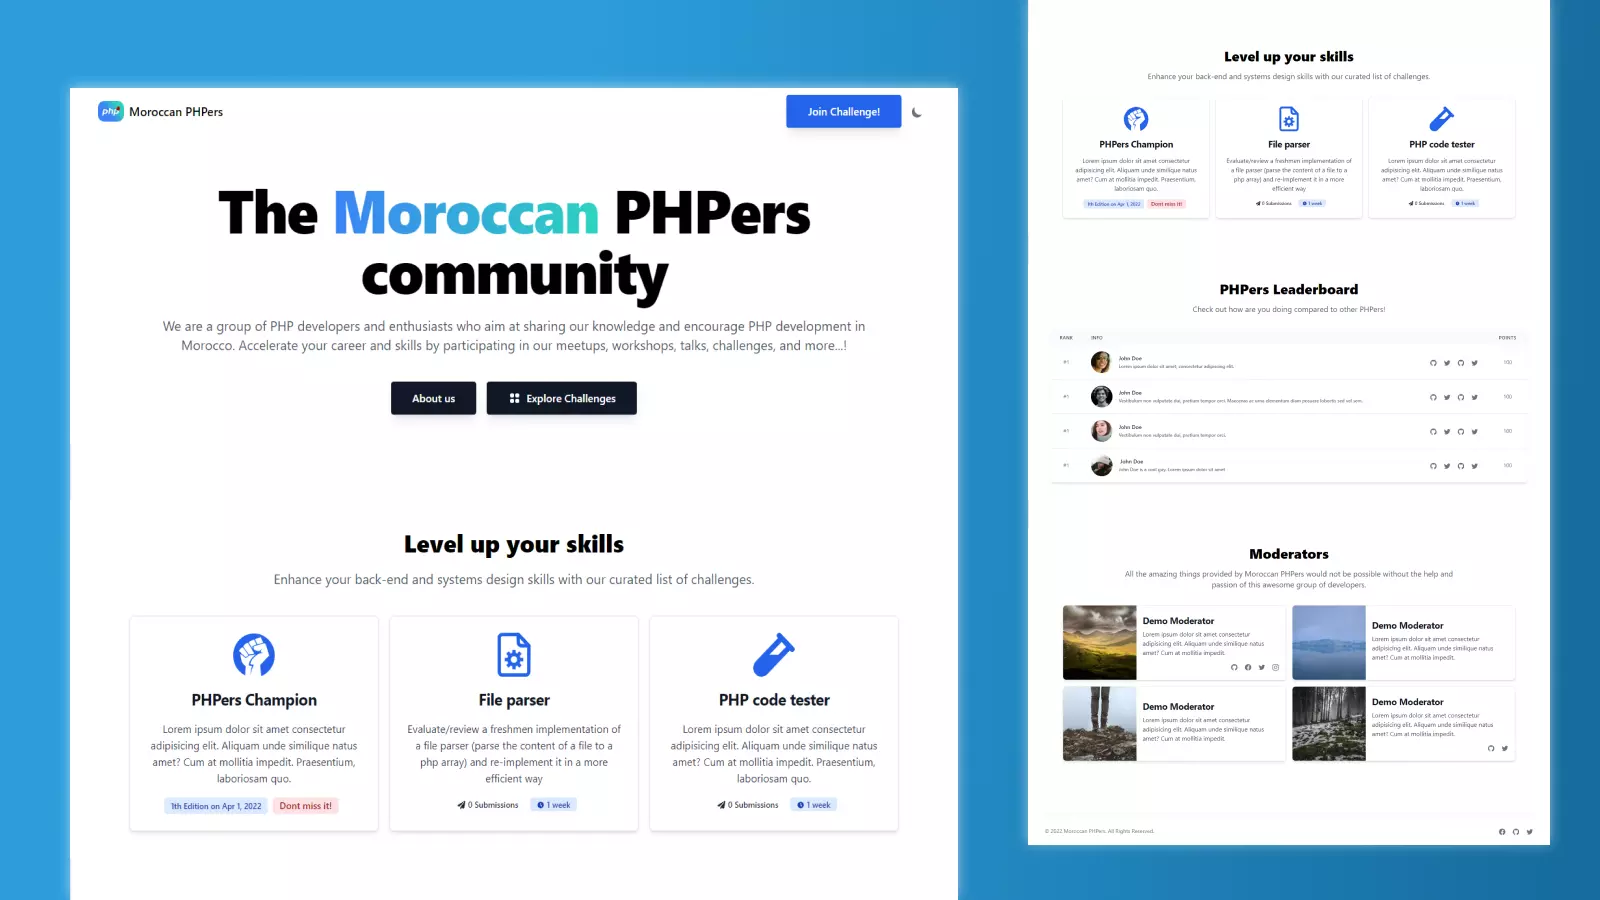 php
Moroccan PHPers
Join Challenge!
The Moroccan PHPers
community
We are a group of PHP developers and enthusiasts who aim at sharing our knowledge and encourage PHP development in
Morocco. Accelerate your career and skills by participating in our meetups, workshops, talks, challenges, and more...!
About us
Explore Challenges
Level up your skills
Enhance your back-end and systems design skills with our curated list of challenges.
PHPers Champion
Lorem ipsum dolor sit amet consectetur
adipisicing elit. Aliquam unde similique natus
amet? Cum at mollitia impedit. Praesentium,
laboriosam quo.
1th Edition on Apr 1, 2022
Dont miss it!
File parser
Evaluate/review a freshmen implementation of
a file parser (parse the content of a file to a
php array) and re-implement it in a more
efficient way
0 Submissions
1 week
PHP code tester
Lorem ipsum dolor sit amet consectetur
adipisicing elit. Aliquam unde similique natus
amet? Cum at mollitia impedit. Praesentium,
laboriosam quo.
0 Submissions
1 week
Level up your skills
Enhance your back-end and systems design skills with our curated list of challenges.
PHPers Champion
Lorem ipsum dolor sit amet consectetur
adipisicing elit. Aliquam unde similique natus
amet? Cum at mollitia impedit. Praesentium,
laboriosam quo.
1th Edition on Apr 1, 2022
Dont miss it!
File parser
Evaluate/review a freshmen implementation of
a file parser (parse the content of a file to a
php array) and re-implement it in a more
efficient way
0 Submissions
1 week
PHP code tester
Lorem ipsum dolor sit amet consectetur
adipisicing elit. Aliquam unde similique natus
amet? Cum at mollitia impedit. Praesentium,
laboriosam quo.
0 Submissions
1 week
PHPers Leaderboard
Check out how are you doing compared to other PHPers!
RANK INFO POINTS
#1 John Doe 100
Lorem ipsum dolor sit amet, consectetur adipiscing elit.
#1 John Doe 100
Vestibulum non vulputate dui, pretium tempor orci. Maecenas ac urna elementum diam posuere lobortis sed vel sem.
#1 John Doe 100
Vestibulum non vulputate dui, pretium tempor orci.
#1 John Doe 100
John Doe is a cool guy. Lorem ipsum dolor sit amet
Moderators
All the amazing things provided by Moroccan PHPers would not be possible without the help and
passion of this awesome group of developers.
Demo Moderator
Lorem ipsum dolor sit amet consectetur
adipisicing elit. Aliquam unde similique natus
amet? Cum at mollitia impedit.
Demo Moderator
Lorem ipsum dolor sit amet consectetur
adipisicing elit. Aliquam unde similique natus
amet? Cum at mollitia impedit.
Demo Moderator
Lorem ipsum dolor sit amet consectetur
adipisicing elit. Aliquam unde similique natus
amet? Cum at mollitia impedit.
Demo Moderator
Lorem ipsum dolor sit amet consectetur
adipisicing elit. Aliquam unde similique natus
amet? Cum at mollitia impedit.
© 2022 Moroccan PHPers. All Rights Reserved.